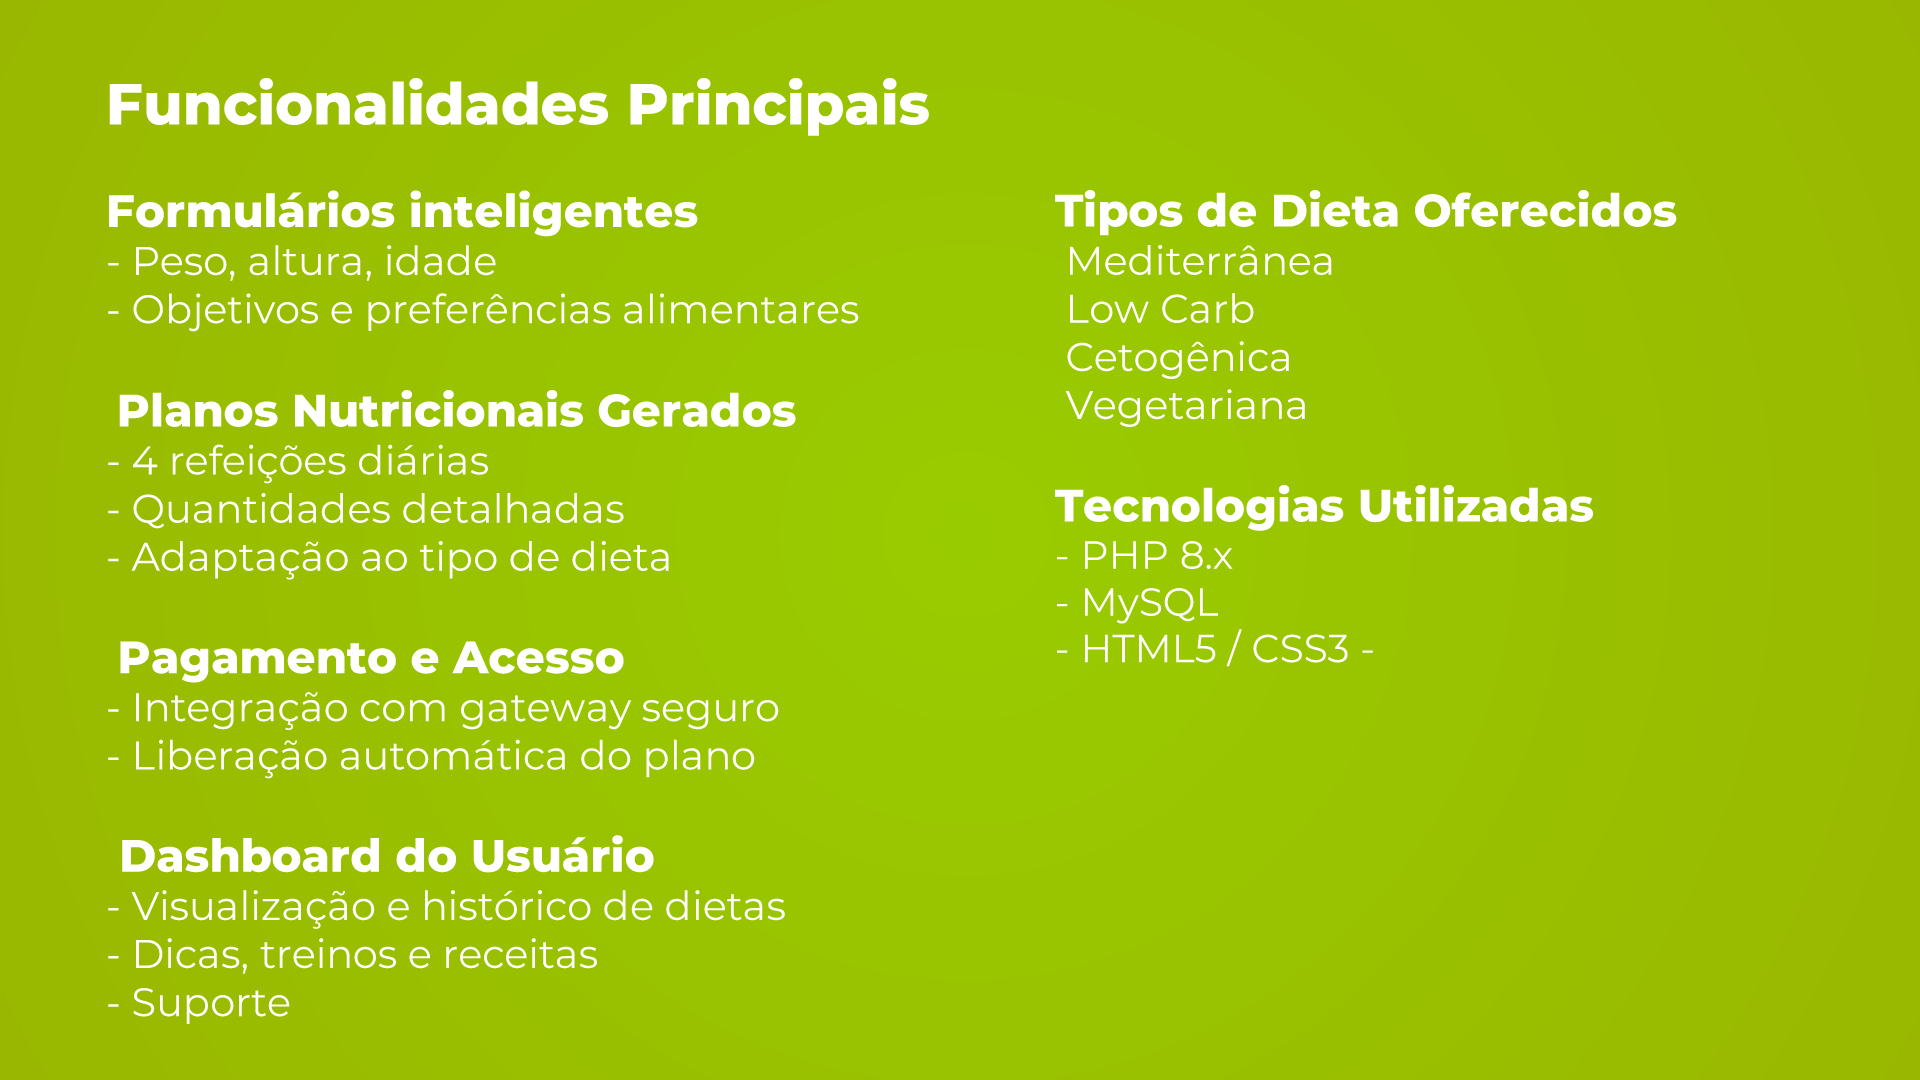 Funcionalidades Principais
Formulários inteligentes
- Peso, altura, idade
- Objetivos e preferências alimentares
Planos Nutricionais Gerados
- 4 refeições diárias
- Quantidades detalhadas
- Adaptação ao tipo de dieta
Pagamento e Acesso
- Integração com gateway seguro
- Liberação automática do plano
Dashboard do Usuário
- Visualização e histórico de dietas
- Dicas, treinos e receitas
- Suporte
Tipos de Dieta Oferecidos
Mediterrânea
Low Carb
Cetogênica
Vegetariana
Tecnologias Utilizadas
- PHP 8.x
- MySQL
- HTML5 / CSS3 -